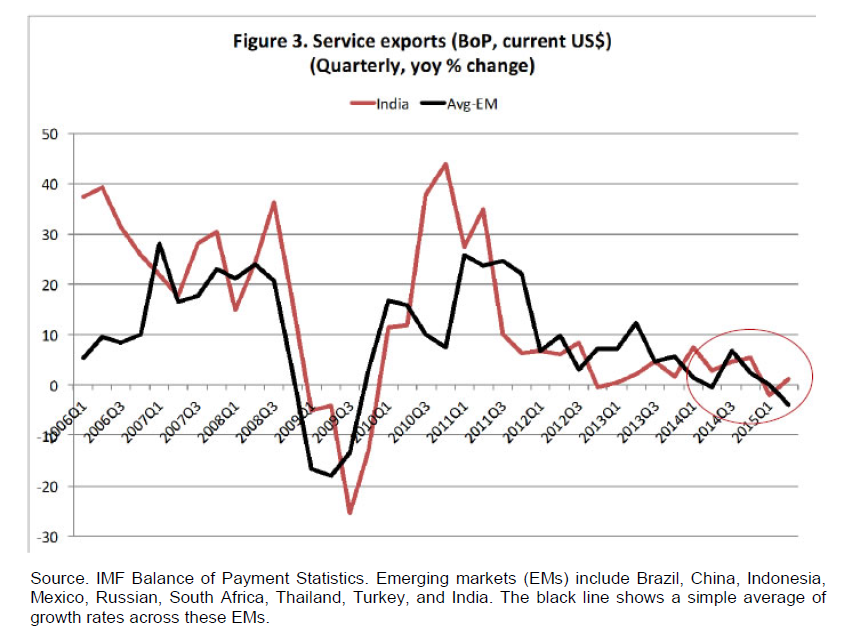 Figure 3. Service exports (BoP, current US$)
(Quarterly, yoy % change)
India Avg-EM
50
40
30
20
10
0
-10
-20
-30
2006Q1 2006Q3 2007Q1 2007Q3 2008Q1 2008Q3 2009Q1 2009Q3 2010Q1 2010Q3 2011Q1 2011Q3 2012Q1 2012Q3 2013Q1 2013Q3 2014Q1 2014Q3 2015Q1
Source. IMF Balance of Payment Statistics. Emerging markets (EMs) include Brazil, China, Indonesia,
Mexico, Russian, South Africa, Thailand, Turkey, and India. The black line shows a simple average of
growth rates across these EMs.